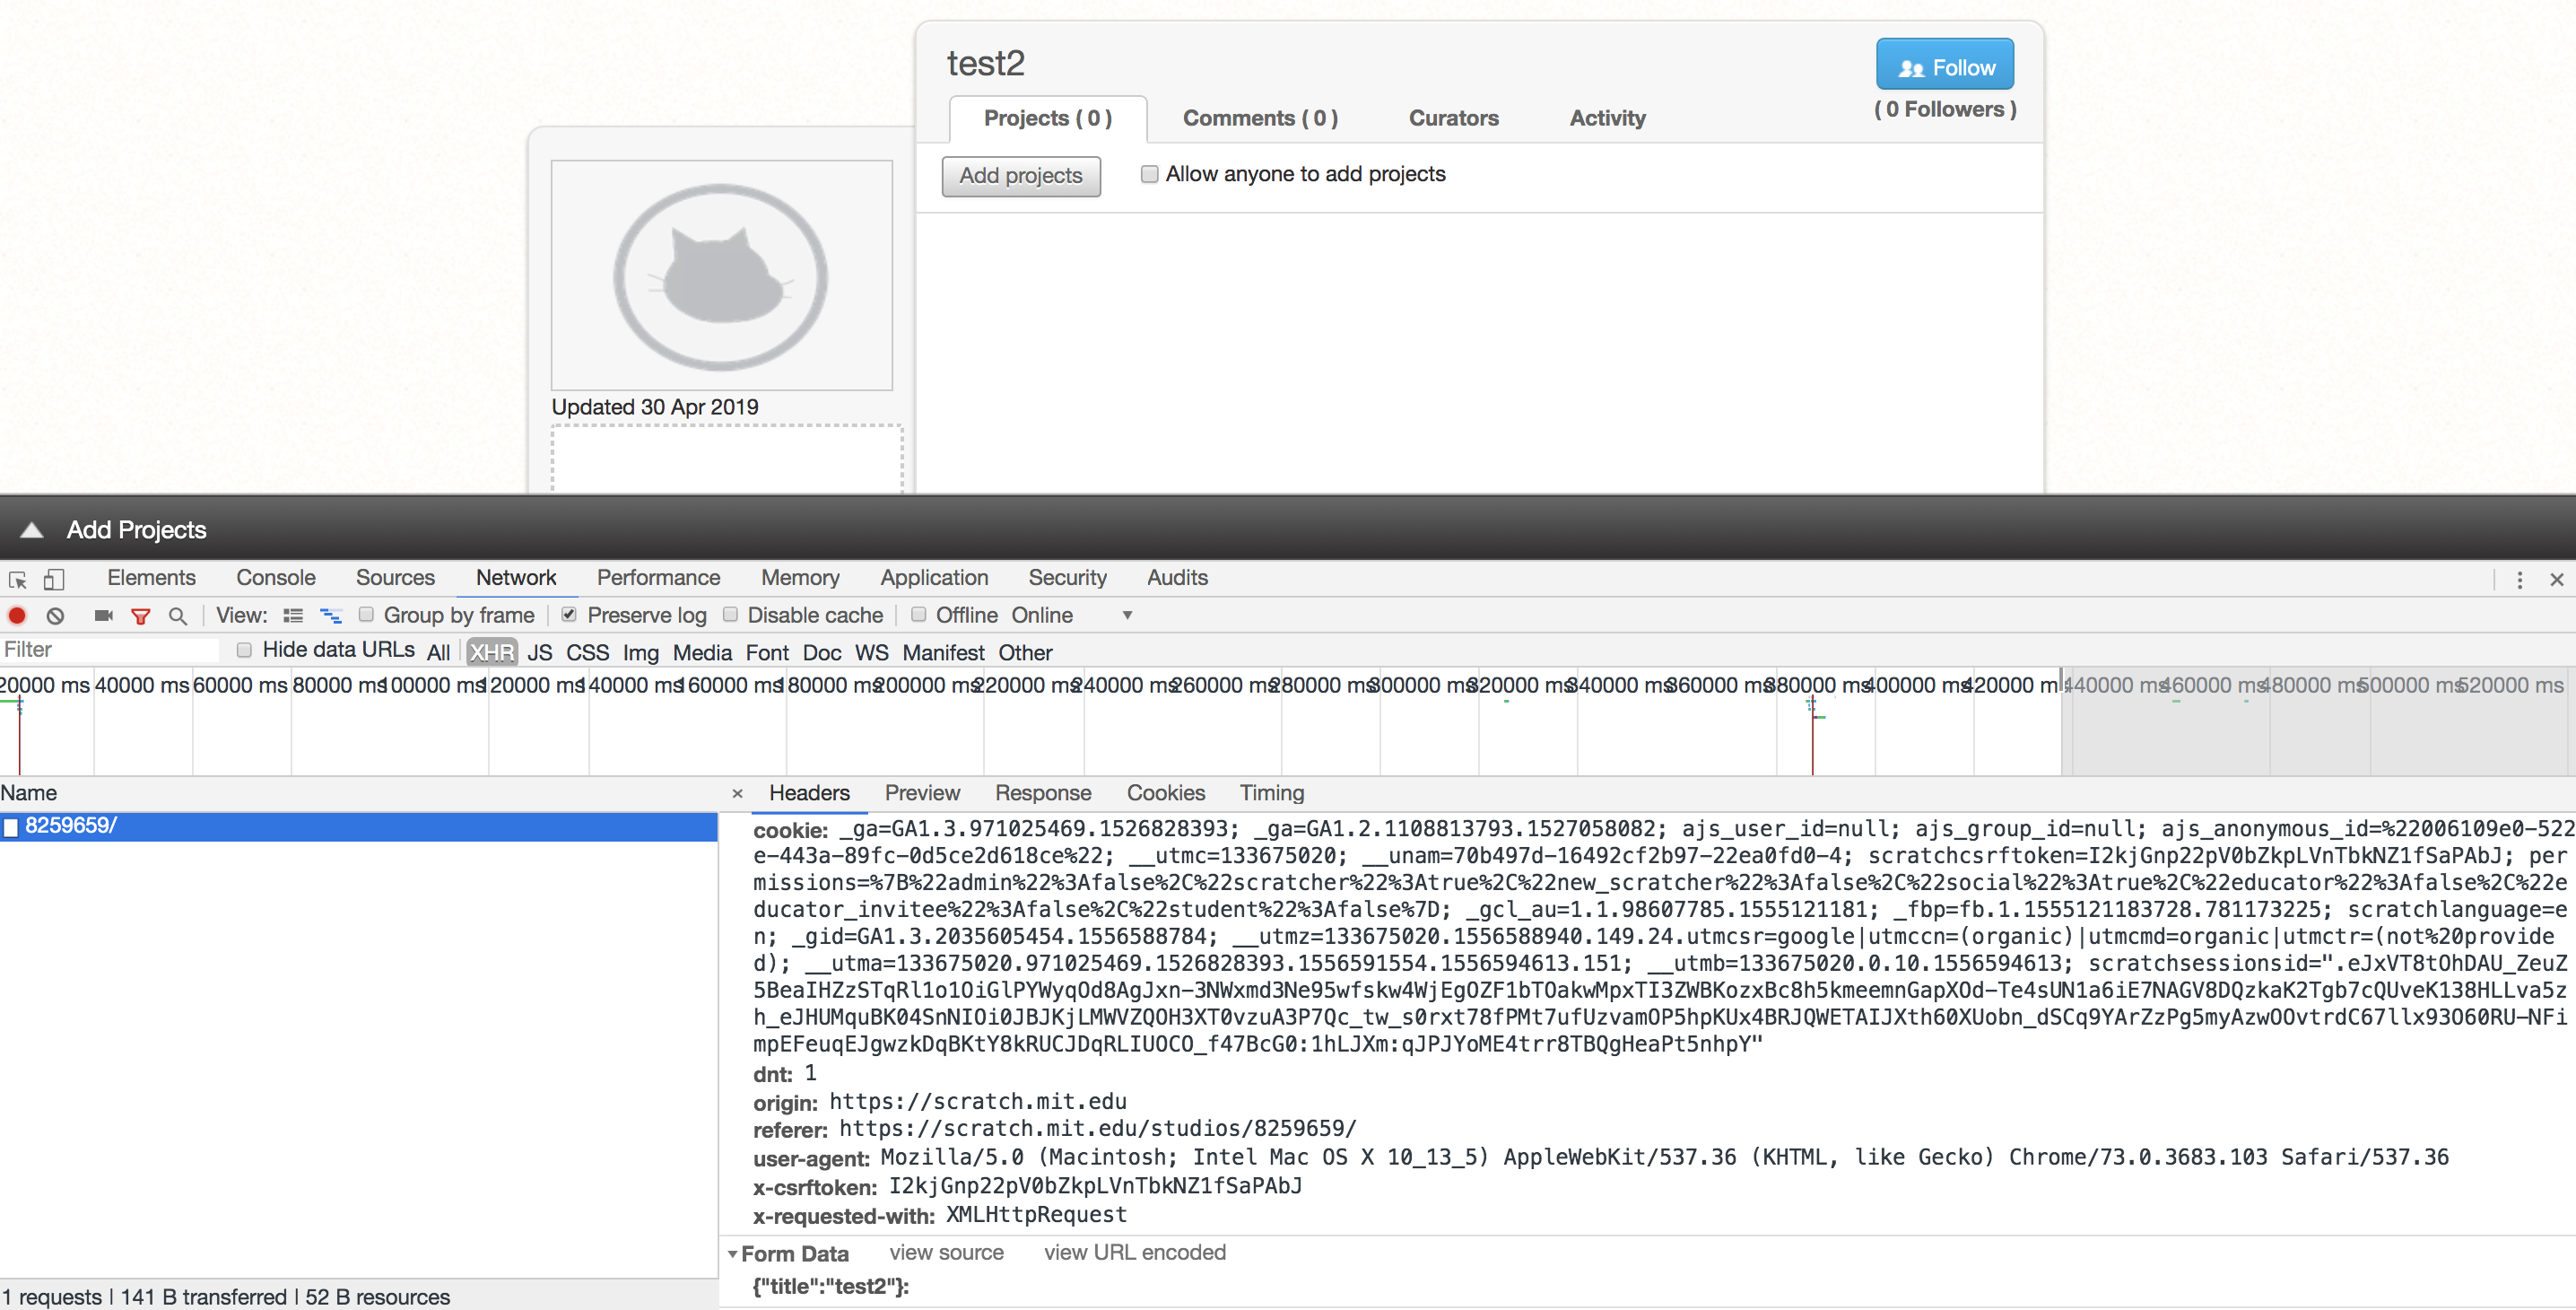 test2
Follow
( 0 Followers )
Projects ( 0 )
Comments ( 0 )
Curators
Activity
Add projects
Allow anyone to add projects
Updated 30 Apr 2019
Add Projects
Elements Console Sources Network Performance Memory Application Security Audits
View: Group by frame Preserve log Disable cache Offline Online
Filter Hide data URLs All XHR JS CSS Img Media Font Doc WS Manifest Other
20000 ms 40000 ms 60000 ms 80000 ms 100000 ms 120000 ms 140000 ms 160000 ms 180000 ms 200000 ms 220000 ms 240000 ms 260000 ms 280000 ms 300000 ms 320000 ms 340000 ms 360000 ms 380000 ms 400000 ms 420000 m 440000 ms 460000 ms 480000 ms 500000 ms 520000 ms
Name
8259659/
Headers Preview Response Cookies Timing
cookie: _ga=GA1.3.971025469.1526828393; _ga=GA1.2.1108813793.1527058082; ajs_user_id=null; ajs_group_id=null; ajs_anonymous_id=%22006109e0-522
e-443a-89fc-0d5ce2d618ce%22; __utmc=133675020; __unam=70b497d-16492cf2b97-22ea0fd0-4; scratchcsrftoken=I2kjGnp22pV0bZkpLVnTbkNZ1fSaPAbJ; per
missions=%7B%22admin%22%3Afalse%2C%22scratcher%22%3Atrue%2C%22new_scratcher%22%3Afalse%2C%22social%22%3Atrue%2C%22educator%22%3Afalse%2C%22e
ducator_invitee%22%3Afalse%2C%22student%22%3Afalse%7D; _gcl_au=1.1.98607785.1555121181; _fbp=fb.1.1555121183728.781173225; scratchlanguage=e
n; _gid=GA1.3.2035605454.1556588784; __utmz=133675020.1556588940.149.24.utmcsr=google|utmccn=(organic)|utmcmd=organic|utmctr=(not%20provide
d); __utma=133675020.971025469.1526828393.1556591554.1556594613.151; __utmb=133675020.0.10.1556594613; scratchsessionsid=".eJxVT8tOhDAU_ZeuZ
5BeaIHZzSTqRl1o1OiGlPYWyqOd8AgJxn-3NWxmd3Ne95wfskw4WjEgOZF1bTOakwMpxTI3ZWBKozxBc8h5kmeemnGapXOd-Te4sUN1a6iE7NAGV8DQzkaK2Tgb7cQUveK138HLLva5z
h_eJHUMquBK04SnNIOi0JBJKjLMWVZQOH3XT0vzuA3P7Qc_tw_s0rxt78fPMt7ufUzvamOP5hpKUx4BRJQWETAIJXth60XUobn_dSCq9YArZzPg5myAzwOOvtrdC67llx93O60RU-NFi
mpEFeuqEJgwzkDqBKtY8kRUCJDqRLIUOCO_f47BcG0:1hLJXm:qJPJYoME4trr8TBQgHeaPt5nhpY"
dnt: 1
origin: https://scratch.mit.edu
referer: https://scratch.mit.edu/studios/8259659/
user-agent: Mozilla/5.0 (Macintosh; Intel Mac OS X 10_13_5) AppleWebKit/537.36 (KHTML, like Gecko) Chrome/73.0.3683.103 Safari/537.36
x-csrftoken: I2kjGnp22pV0bZkpLVnTbkNZ1fSaPAbJ
x-requested-with: XMLHttpRequest
Form Data view source view URL encoded
{"title":"test2"}:
1 requests | 141 B transferred | 52 B resources